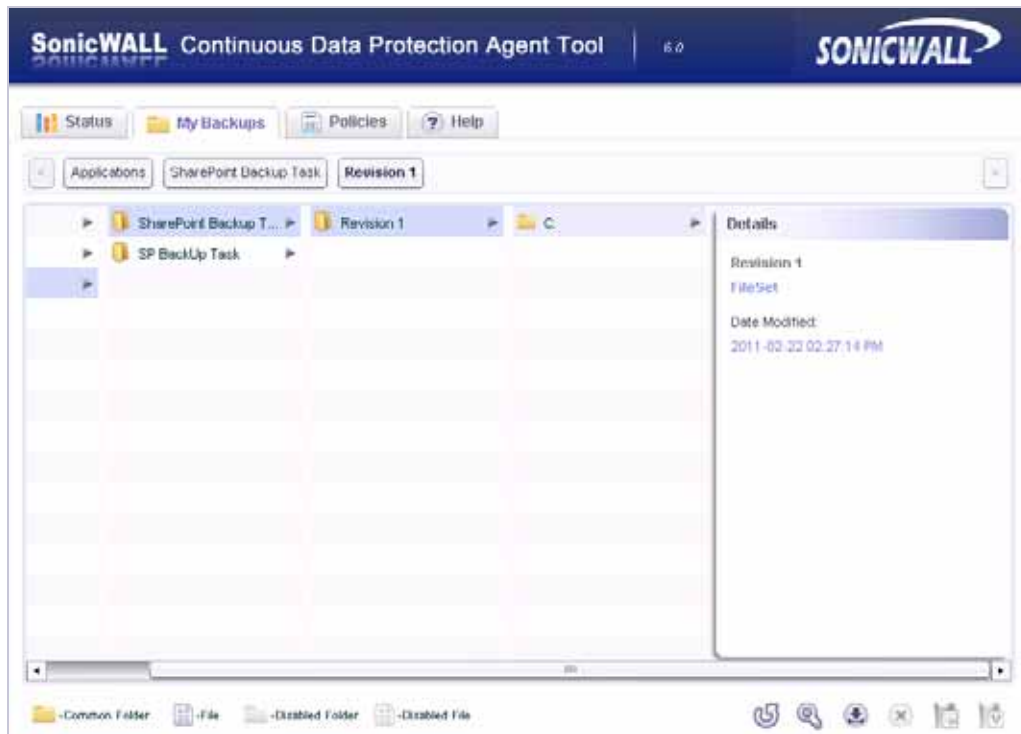 SonicWALL Continuous Data Protection Agent Tool 6.0 SONICWALL
Status My Backups Policies ? Help
Applications SharePoint Backup Task Revision 1
SharePoint Backup T... Revision 1 C
SP BackUp Task
Details
Revision 1
FileSet
Date Modified:
2011-02-22 02:27:14 PM
-Common Folder -File -Disabled Folder -Disabled File